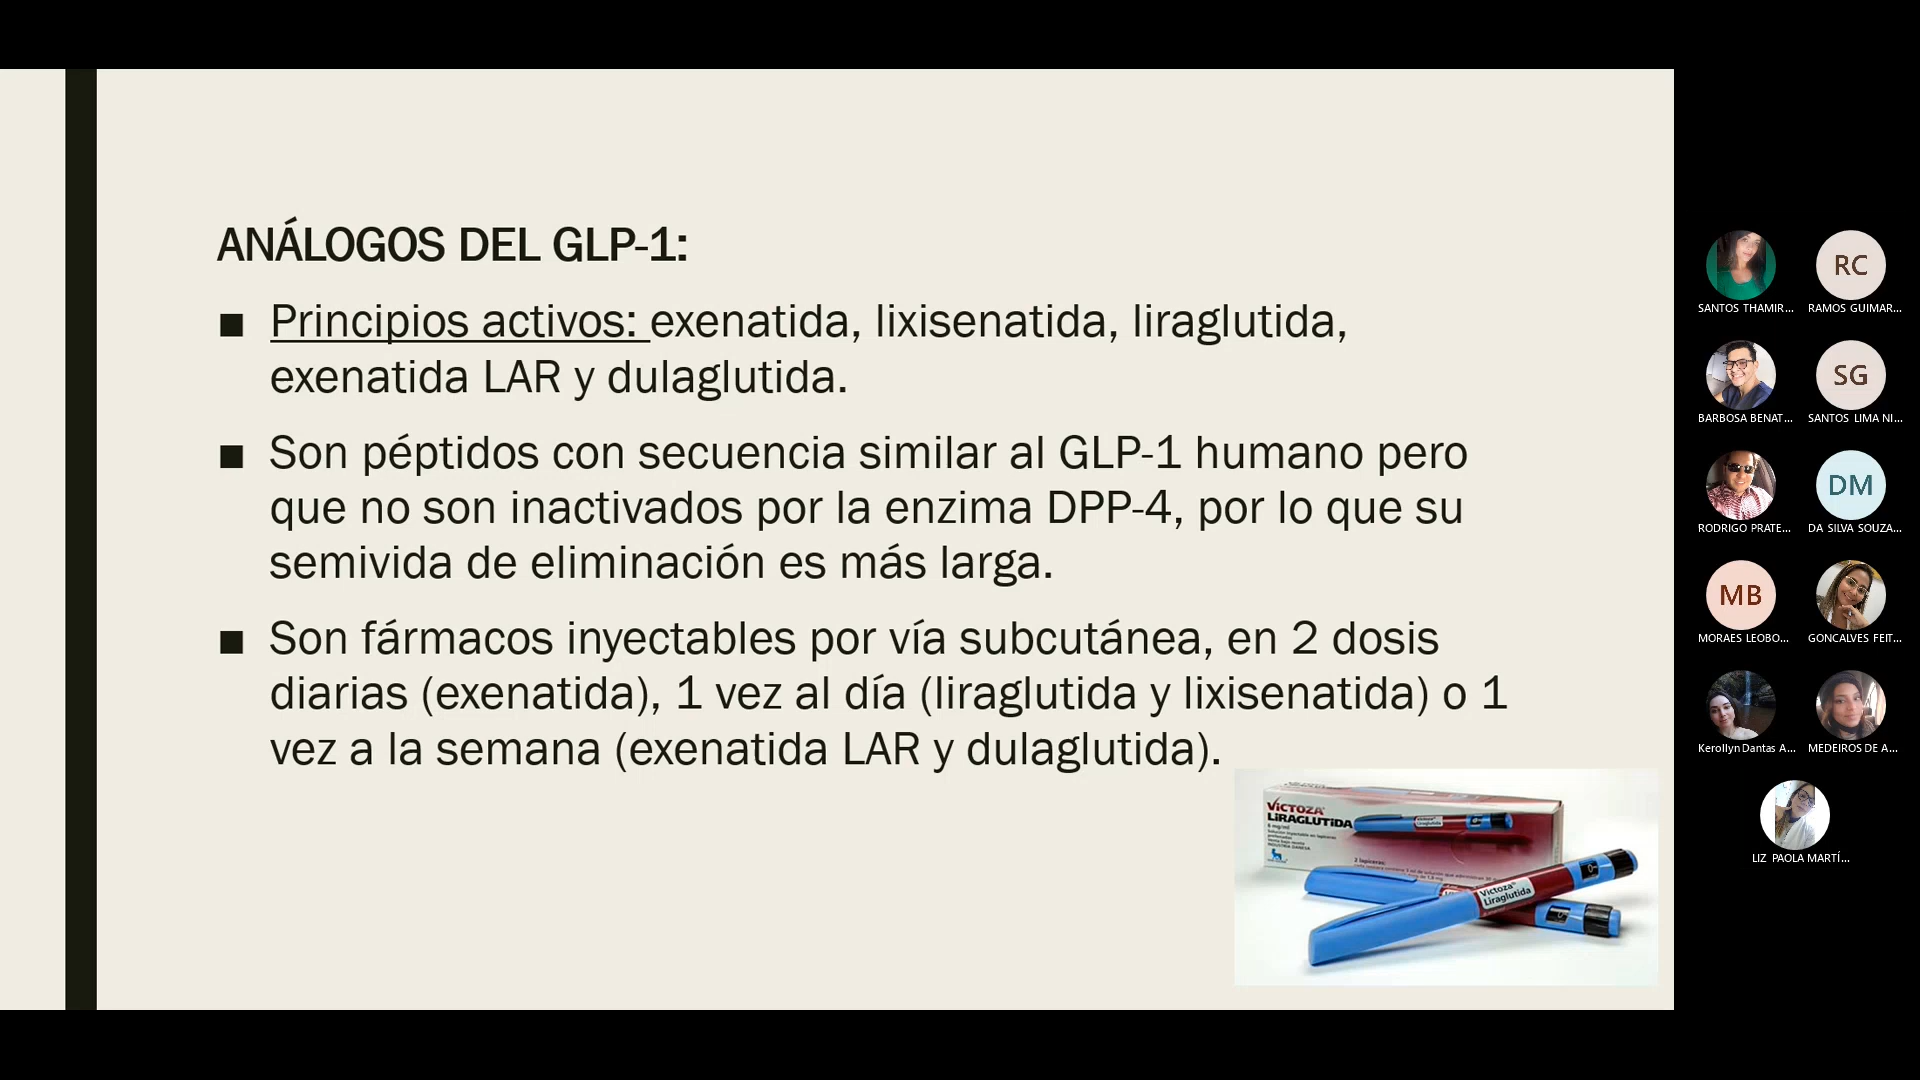 ANÁLOGOS DEL GLP-1:
■ Principios activos: exenatida, lixisenatida, liraglutida,
exenatida LAR y dulaglutida.
■ Son péptidos con secuencia similar al GLP-1 humano pero
que no son inactivados por la enzima DPP-4, por lo que su
semivida de eliminación es más larga.
■ Son fármacos inyectables por vía subcutánea, en 2 dosis
diarias (exenatida), 1 vez al día (liraglutida y lixisenatida) o 1
vez a la semana (exenatida LAR y dulaglutida).
VICTOZA
LIRAGLUTIDA
6 mg/ml
2 lapiceras
Victoza
Liraglutida
RC
SANTOS THAMIR...
RAMOS GUIMAR...
SG
BARBOSA BENAT...
SANTOS LIMA NI...
DM
RODRIGO PRATE...
DA SILVA SOUZA...
MB
MORAES LEOBO...
GONCALVES FEIT...
Kerollyn Dantas A...
MEDEIROS DE A...
LIZ PAOLA MARTÍ...